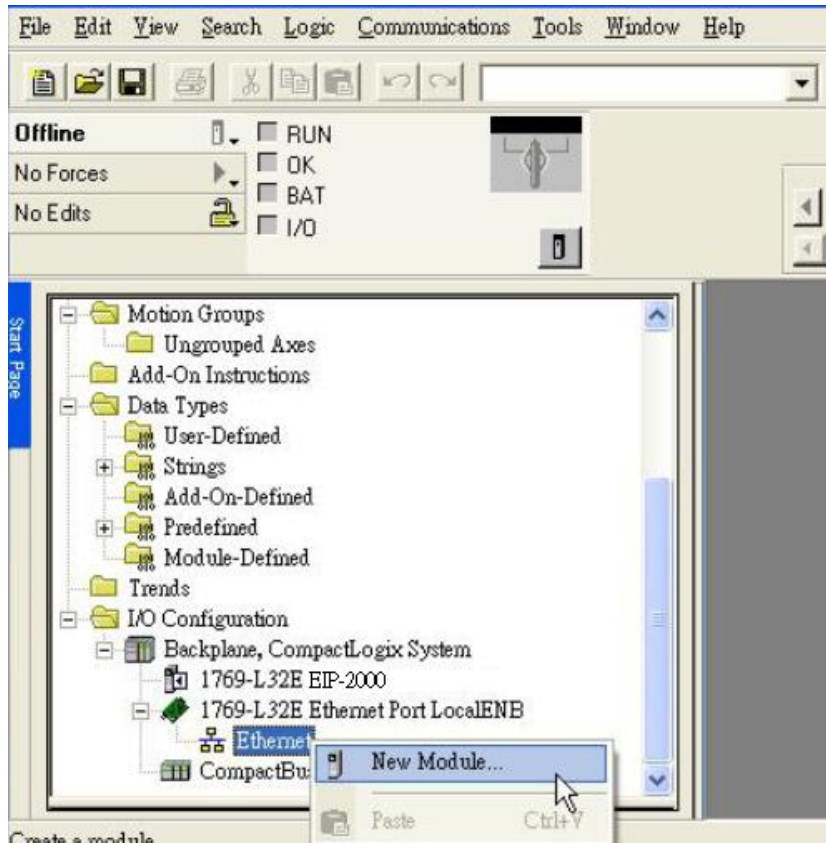 File Edit View Search Logic Communications Tools Window Help
Offline
RUN
No Forces
OK
No Edits
BAT
I/O
Start Page
Motion Groups
Ungrouped Axes
Add-On Instructions
Data Types
User-Defined
Strings
Add-On-Defined
Predefined
Module-Defined
Trends
I/O Configuration
Backplane, CompactLogix System
1769-L32E EIP-2000
1769-L32E Ethernet Port LocalENB
Ethernet
New Module...
CompactBu
Paste Ctrl+V
Create a module